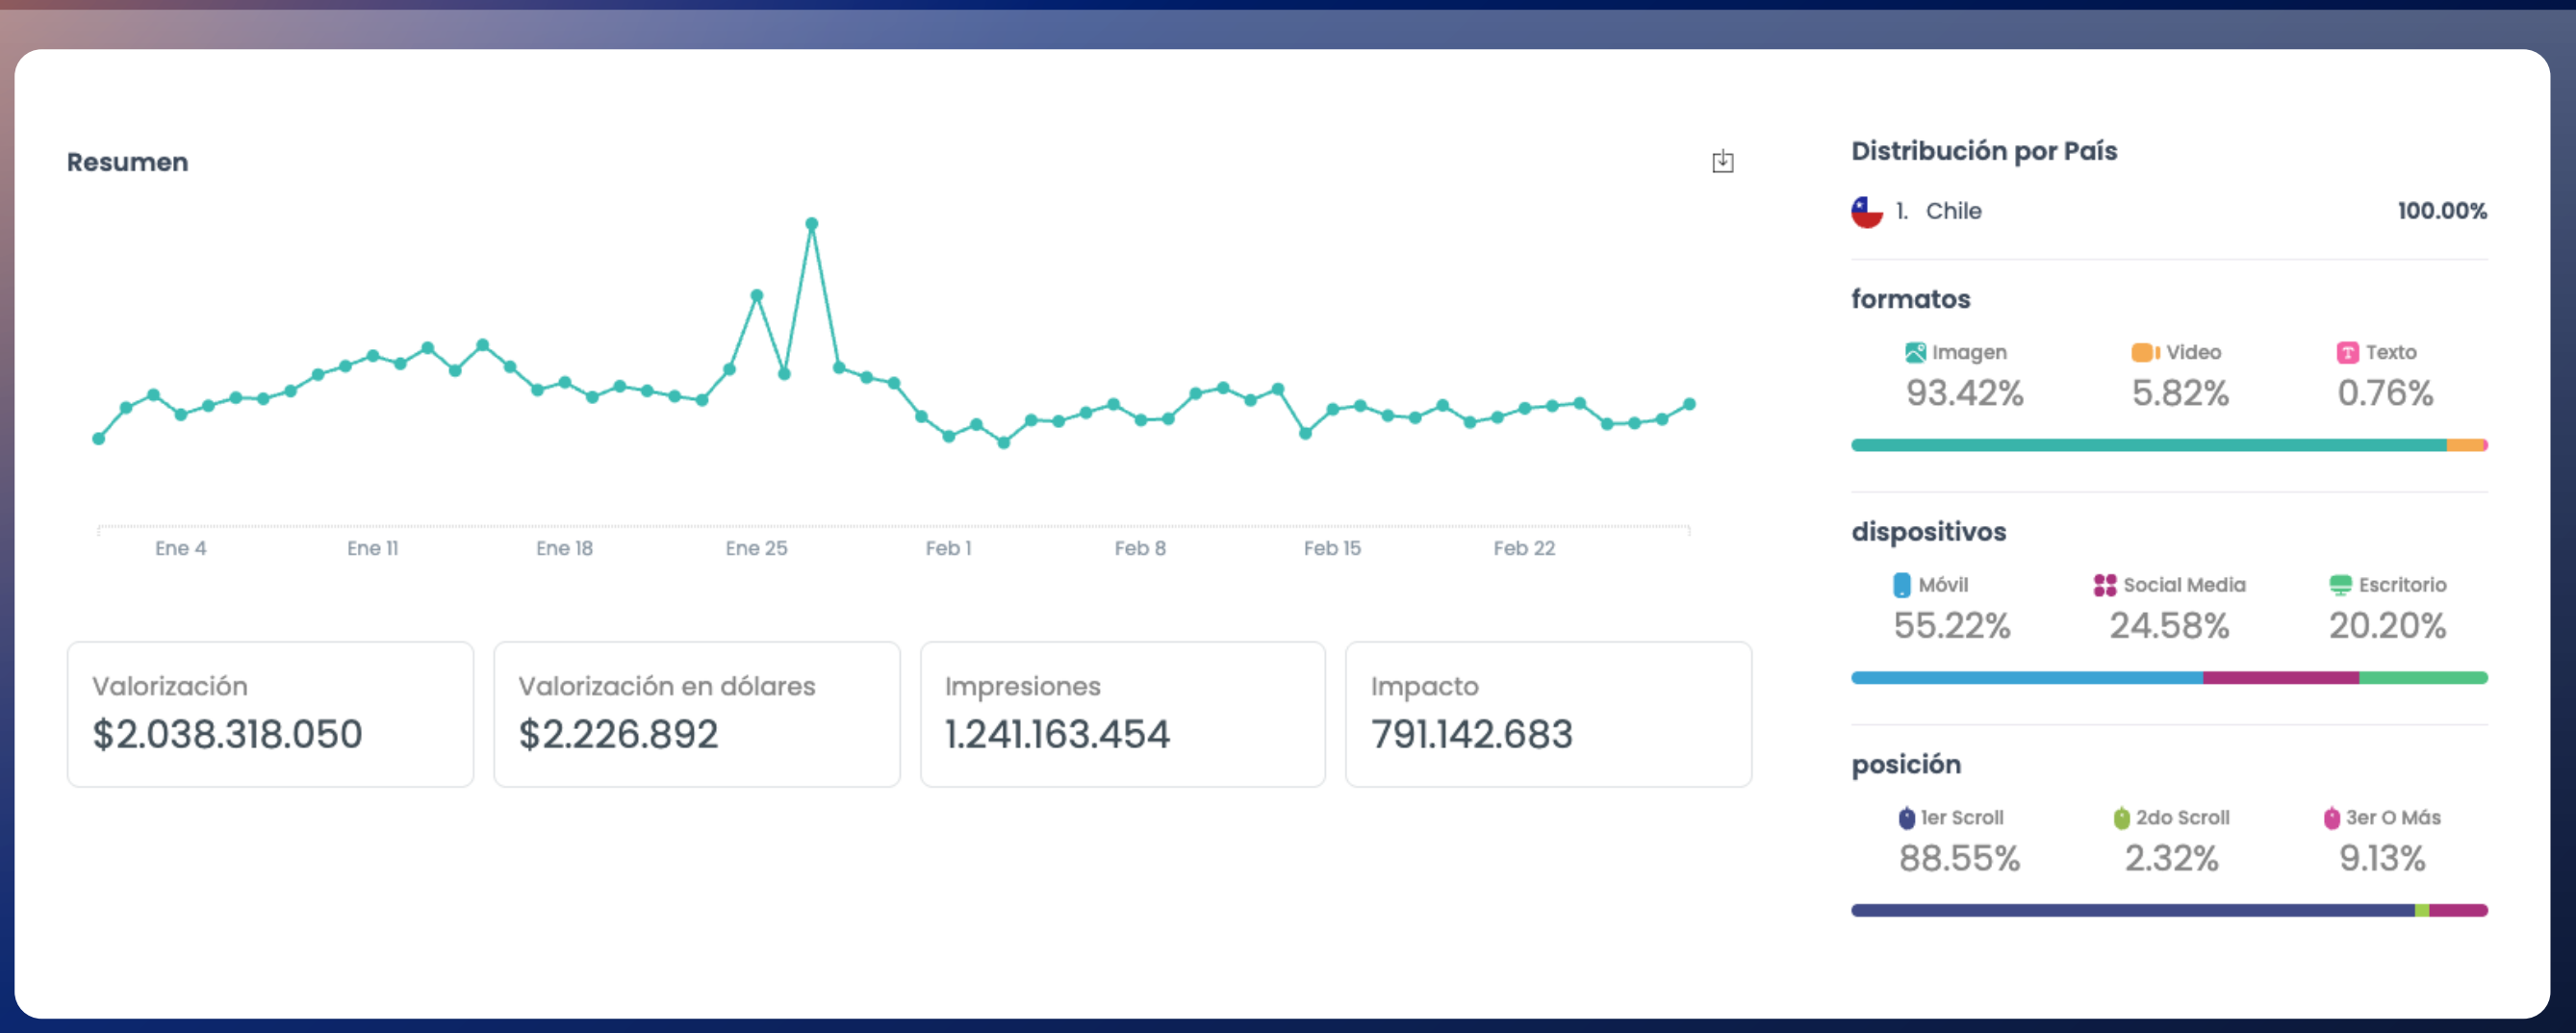 Resumen
Ene 4 Ene 11 Ene 18 Ene 25 Feb 1 Feb 8 Feb 15 Feb 22
Valorización
$2.038.318.050
Valorización en dólares
$2.226.892
Impresiones
1.241.163.454
Impacto
791.142.683
Distribución por País
1. Chile 100.00%
formatos
Imagen Video Texto
93.42% 5.82% 0.76%
dispositivos
Móvil Social Media Escritorio
55.22% 24.58% 20.20%
posición
1er Scroll 2do Scroll 3er O Más
88.55% 2.32% 9.13%